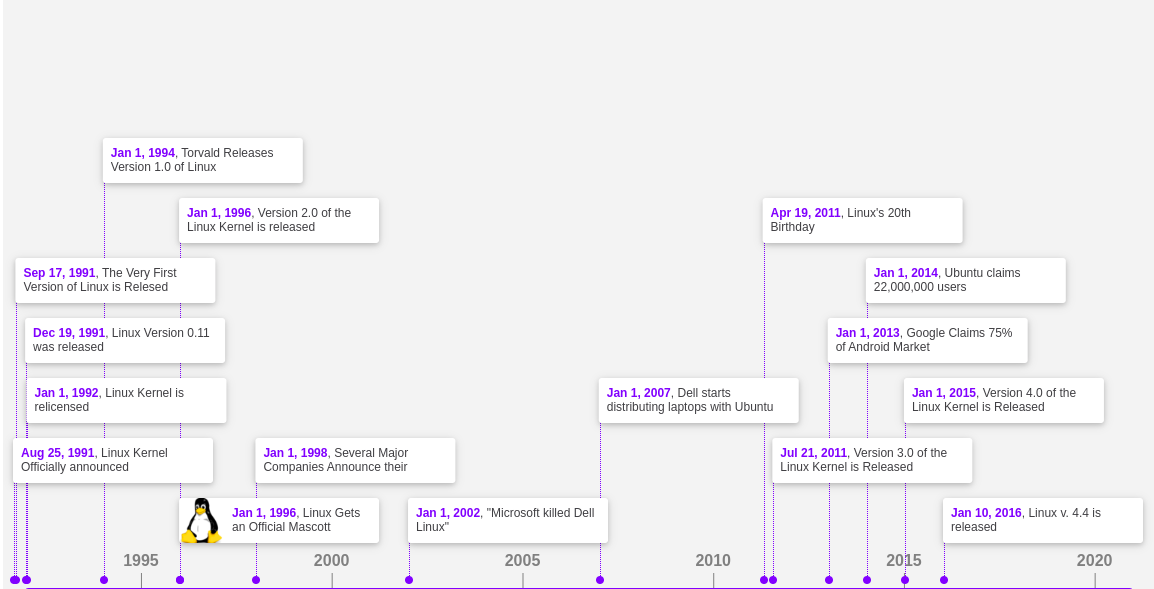 Jan 1, 1994, Torvald Releases
Version 1.0 of Linux
Jan 1, 1996, Version 2.0 of the
Linux Kernel is released
Apr 19, 2011, Linux's 20th
Birthday
Sep 17, 1991, The Very First
Version of Linux is Relesed
Jan 1, 2014, Ubuntu claims
22,000,000 users
Dec 19, 1991, Linux Version 0.11
was released
Jan 1, 2013, Google Claims 75%
of Android Market
Jan 1, 1992, Linux Kernel is
relicensed
Jan 1, 2007, Dell starts
distributing laptops with Ubuntu
Jan 1, 2015, Version 4.0 of the
Linux Kernel is Released
Aug 25, 1991, Linux Kernel
Officially announced
Jan 1, 1998, Several Major
Companies Announce their
Jul 21, 2011, Version 3.0 of the
Linux Kernel is Released
Jan 1, 1996, Linux Gets
an Official Mascott
Jan 1, 2002, "Microsoft killed Dell
Linux"
Jan 10, 2016, Linux v. 4.4 is
released
1995 2000 2005 2010 2015 2020